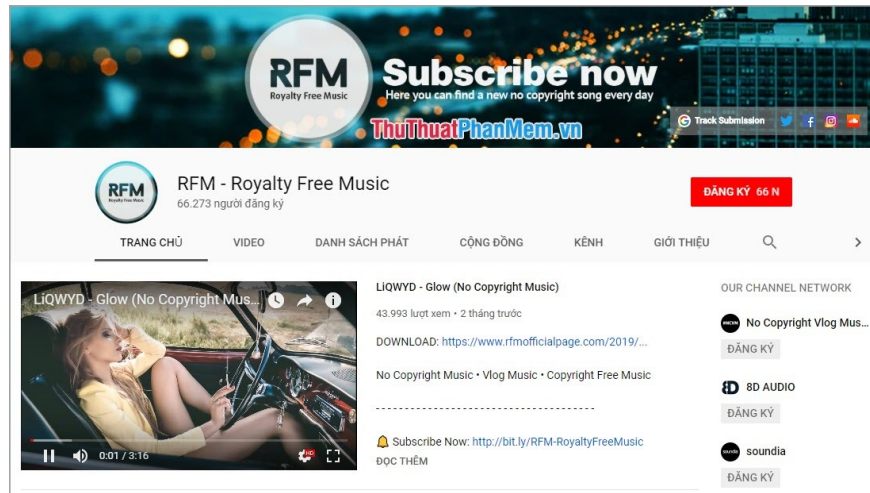 RFM
Royalty Free Music
Subscribe now
Here you can find a new no copyright song every day
ThuThuatPhanMem.vn
Track Submission
RFM
Royalty Free Music
RFM - Royalty Free Music
66.273 người đăng ký
ĐĂNG KÝ 66 N
TRANG CHỦ VIDEO DANH SÁCH PHÁT CỘNG ĐỒNG KÊNH GIỚI THIỆU
LiQWYD - Glow (No Copyright Mus...
0:01 / 3:16
HD
LiQWYD - Glow (No Copyright Music)
43.993 lượt xem • 2 tháng trước
DOWNLOAD: https://www.rfmofficialpage.com/2019/...
No Copyright Music • Vlog Music • Copyright Free Music
- - - - - - - - - - - - - - - - - - - - - - - - - - - - - - - - - - - - -
Subscribe Now: http://bit.ly/RFM-RoyaltyFreeMusic
ĐỌC THÊM
OUR CHANNEL NETWORK
No Copyright Vlog Mus...
ĐĂNG KÝ
8D
8D AUDIO
ĐĂNG KÝ
soundia
soundia
ĐĂNG KÝ